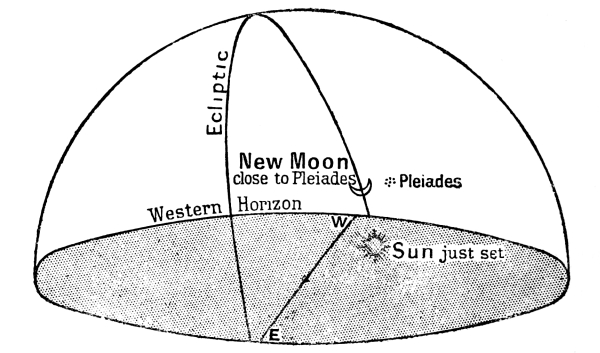 Ecliptic
New Moon
close to Pleiades
Pleiades
Western Horizon
W
Sun just set
E